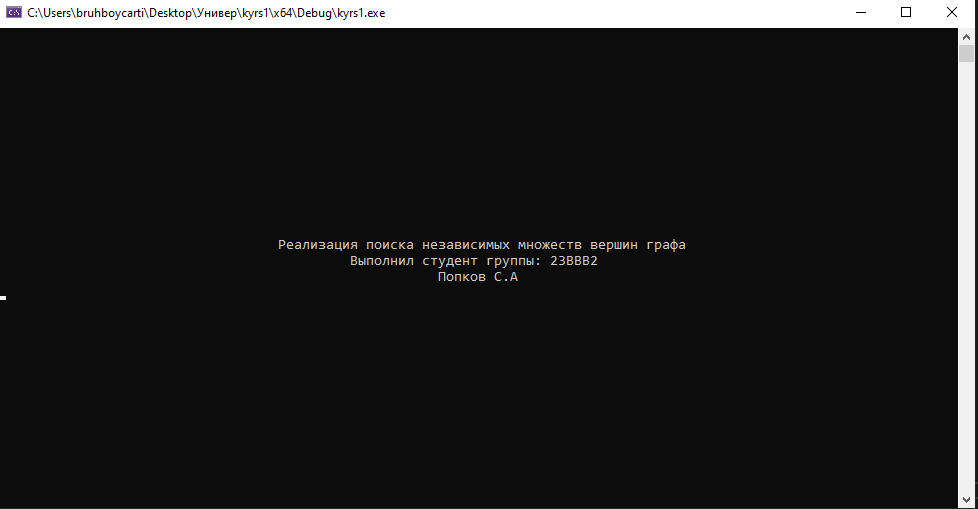 C:\Users\bruhboycarti\Desktop\Универ\kyrs1\x64\Debug\kyrs1.exe
Реализация поиска независимых множеств вершин графа
Выполнил студент группы: 23ВВВ2
Попков С.А